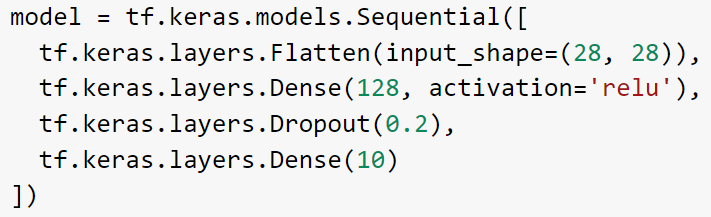 model = tf.keras.models.Sequential([
  tf.keras.layers.Flatten(input_shape=(28, 28)),
  tf.keras.layers.Dense(128, activation='relu'),
  tf.keras.layers.Dropout(0.2),
  tf.keras.layers.Dense(10)
])